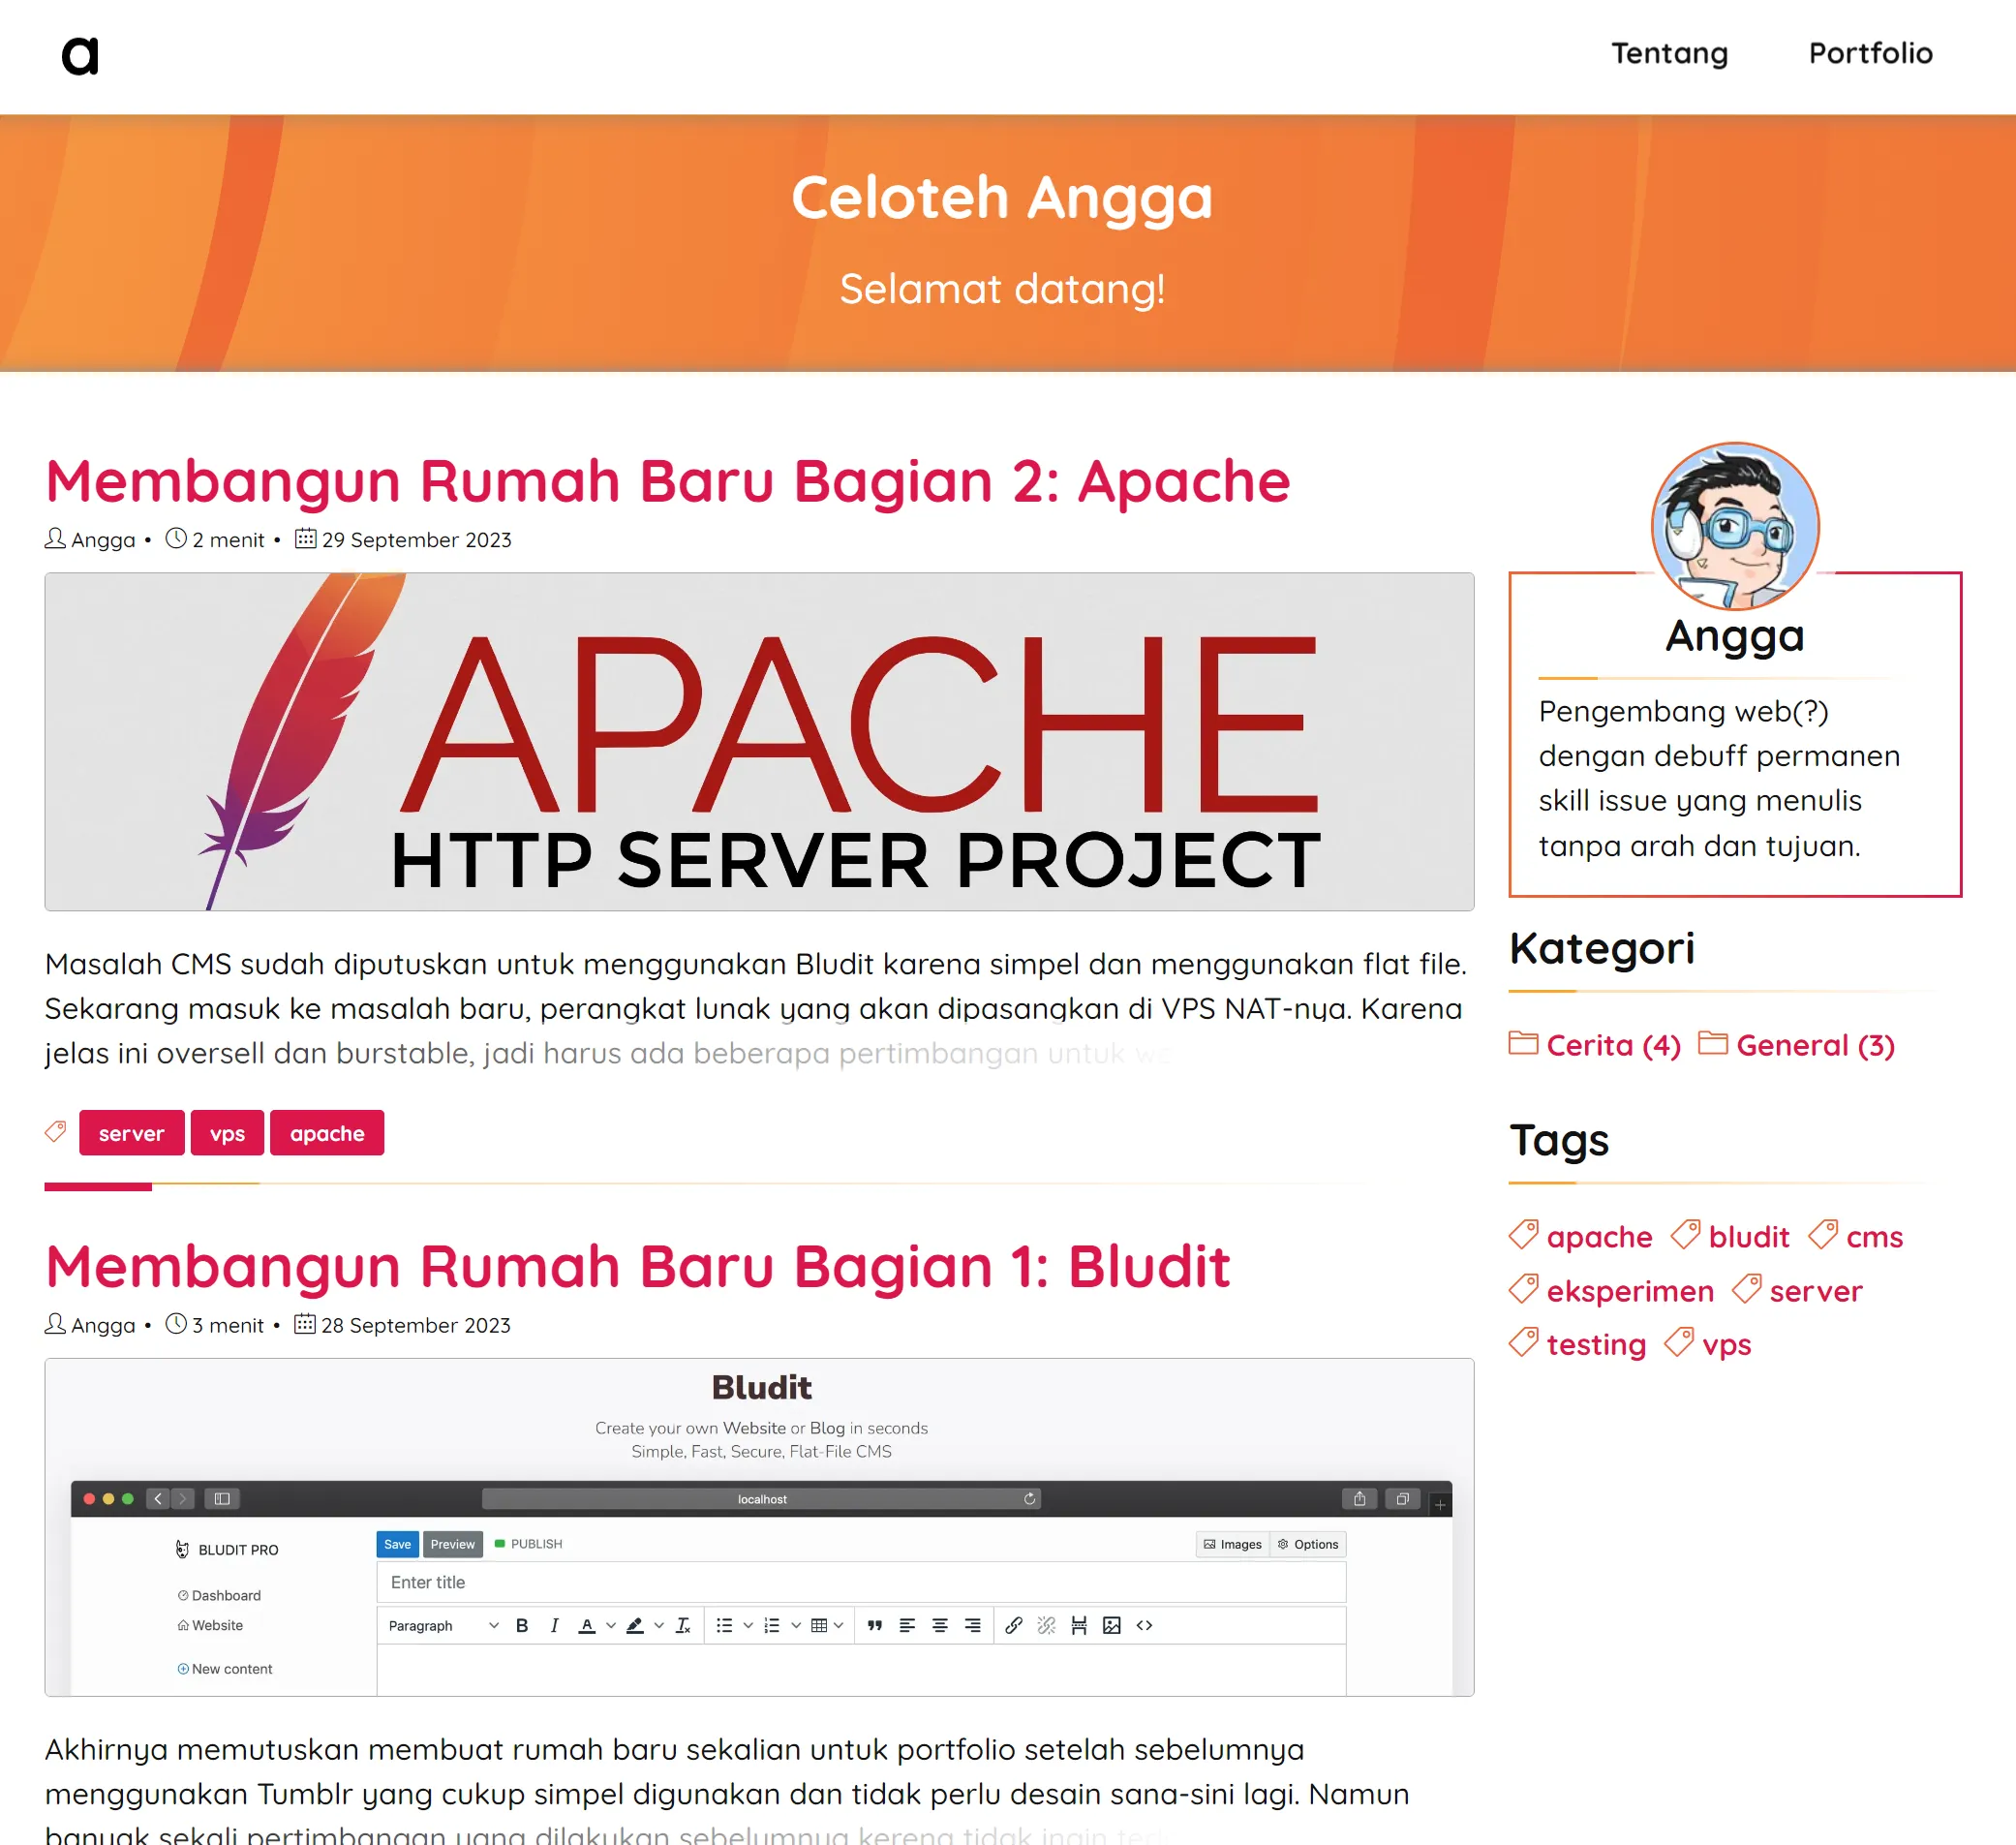 a
Tentang Portfolio
Celoteh Angga
Selamat datang!
Membangun Rumah Baru Bagian 2: Apache
Angga • 2 menit • 29 September 2023
APACHE
HTTP SERVER PROJECT
Masalah CMS sudah diputuskan untuk menggunakan Bludit karena simpel dan menggunakan flat file.
Sekarang masuk ke masalah baru, perangkat lunak yang akan dipasangkan di VPS NAT-nya. Karena
jelas ini oversell dan burstable, jadi harus ada beberapa pertimbangan untuk
server vps apache
Membangun Rumah Baru Bagian 1: Bludit
Angga • 3 menit • 28 September 2023
Bludit
Create your own Website or Blog in seconds
Simple, Fast, Secure, Flat-File CMS
localhost
BLUDIT PRO
Dashboard
Website
New content
Save Preview PUBLISH Images Options
Enter title
Paragraph
Akhirnya memutuskan membuat rumah baru sekalian untuk portfolio setelah sebelumnya
menggunakan Tumblr yang cukup simpel digunakan dan tidak perlu desain sana-sini lagi. Namun
banyak sekali pertimbangan yang dilakukan sebelumnya kerena tidak ingin
Angga
Pengembang web(?)
dengan debuff permanen
skill issue yang menulis
tanpa arah dan tujuan.
Kategori
Cerita (4) General (3)
Tags
apache bludit cms
eksperimen server
testing vps